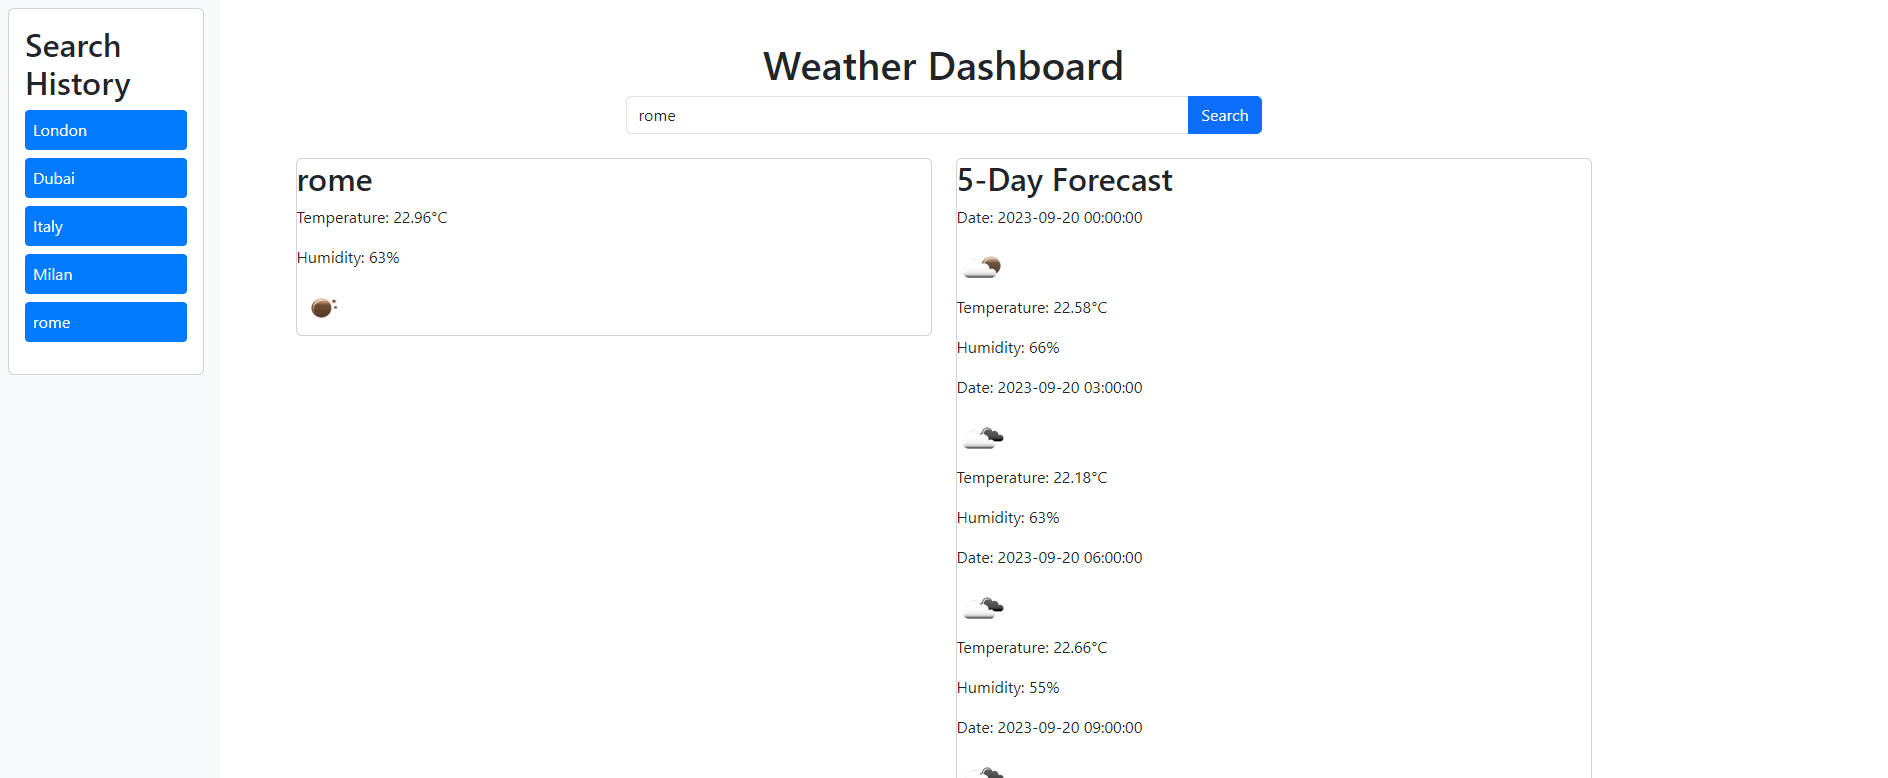 Search
History
London
Dubai
Italy
Milan
rome
Weather Dashboard
rome
Search
rome
Temperature: 22.96°C
Humidity: 63%
5-Day Forecast
Date: 2023-09-20 00:00:00
Temperature: 22.58°C
Humidity: 66%
Date: 2023-09-20 03:00:00
Temperature: 22.18°C
Humidity: 63%
Date: 2023-09-20 06:00:00
Temperature: 22.66°C
Humidity: 55%
Date: 2023-09-20 09:00:00